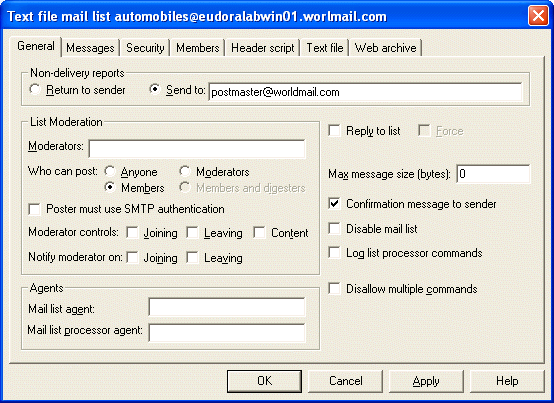 Text file mail list automobiles@eudoralabwin01.worlmail.com
General Messages Security Members Header script Text file Web archive
Non-delivery reports
Return to sender Send to: postmaster@worldmail.com
List Moderation
Moderators:
Who can post: Anyone Moderators
Members Members and digesters
Poster must use SMTP authentication
Moderator controls: Joining Leaving Content
Notify moderator on: Joining Leaving
Reply to list Force
Max message size (bytes): 0
Confirmation message to sender
Disable mail list
Log list processor commands
Disallow multiple commands
Agents
Mail list agent:
Mail list processor agent:
OK Cancel Apply Help